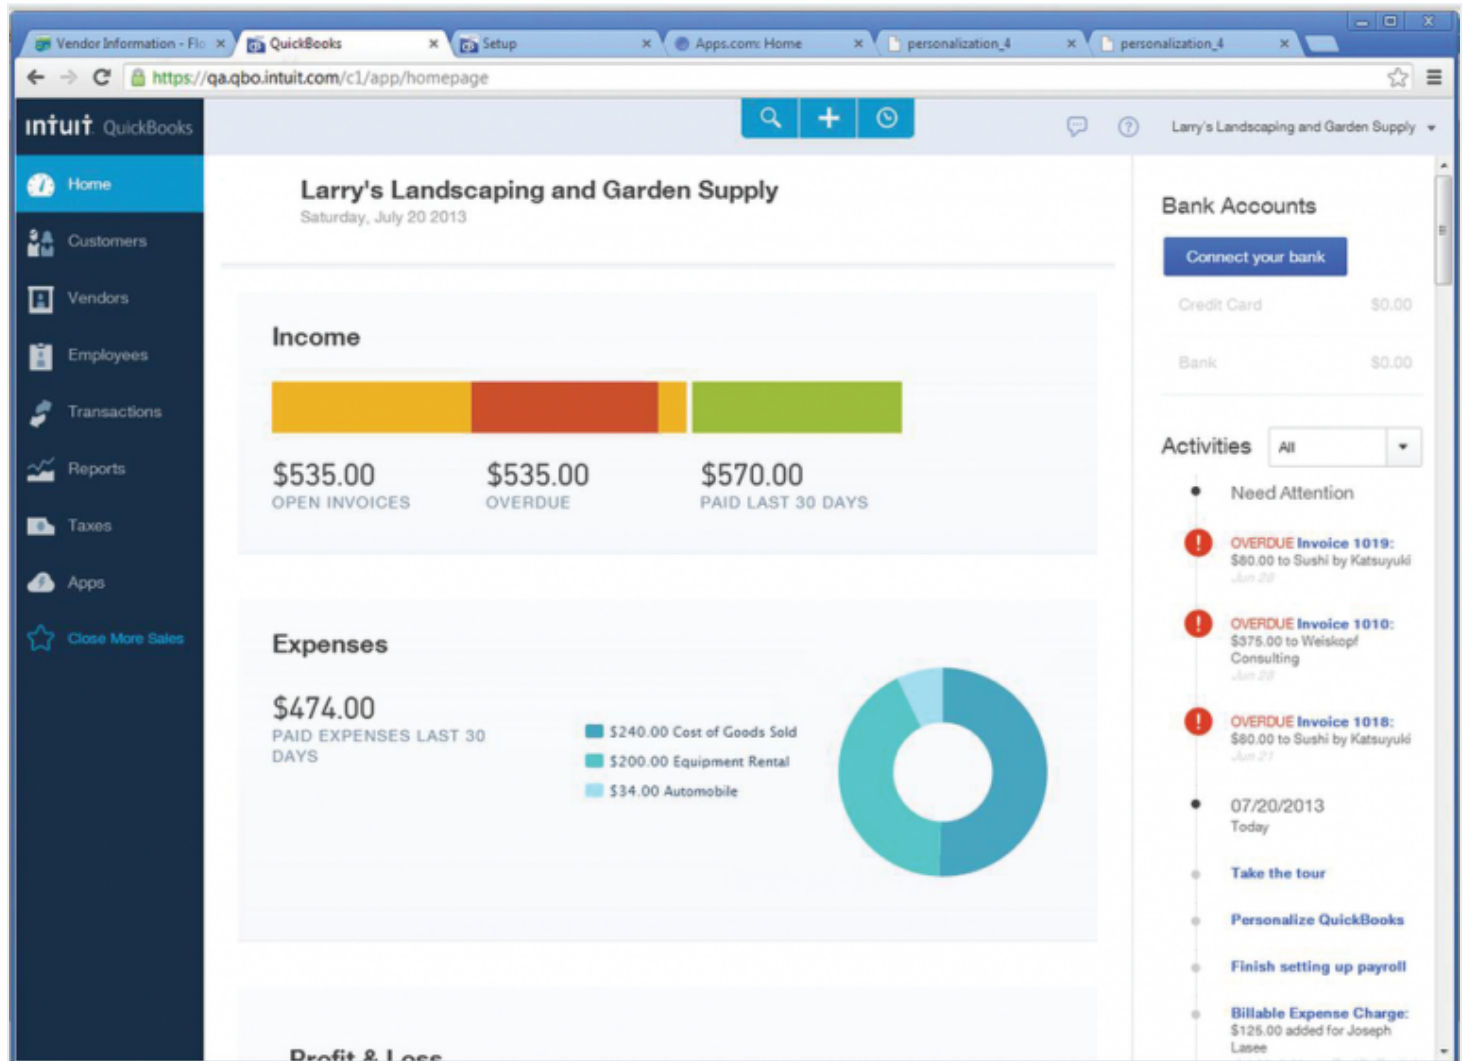 Vendor Information - Flo
QuickBooks
Setup
Apps.com: Home
personalization_4
personalization_4
https://qa.qbo.intuit.com/c1/app/homepage
intuit QuickBooks
Larry's Landscaping and Garden Supply
Home
Customers
Vendors
Employees
Transactions
Reports
Taxes
Apps
Close More Sales
Larry's Landscaping and Garden Supply
Saturday, July 20 2013
Income
$535.00
OPEN INVOICES
$535.00
OVERDUE
$570.00
PAID LAST 30 DAYS
Expenses
$474.00
PAID EXPENSES LAST 30
DAYS
$240.00 Cost of Goods Sold
$200.00 Equipment Rental
$34.00 Automobile
Profit & Loss
Bank Accounts
Connect your bank
Credit Card $0.00
Bank $0.00
Activities All
Need Attention
OVERDUE Invoice 1019:
$80.00 to Sushi by Katsuyuki
Jun 28
OVERDUE Invoice 1010:
$375.00 to Weiskopf
Consulting
Jun 28
OVERDUE Invoice 1018:
$80.00 to Sushi by Katsuyuki
Jun 21
07/20/2013
Today
Take the tour
Personalize QuickBooks
Finish setting up payroll
Billable Expense Charge:
$125.00 added for Joseph
Lasee